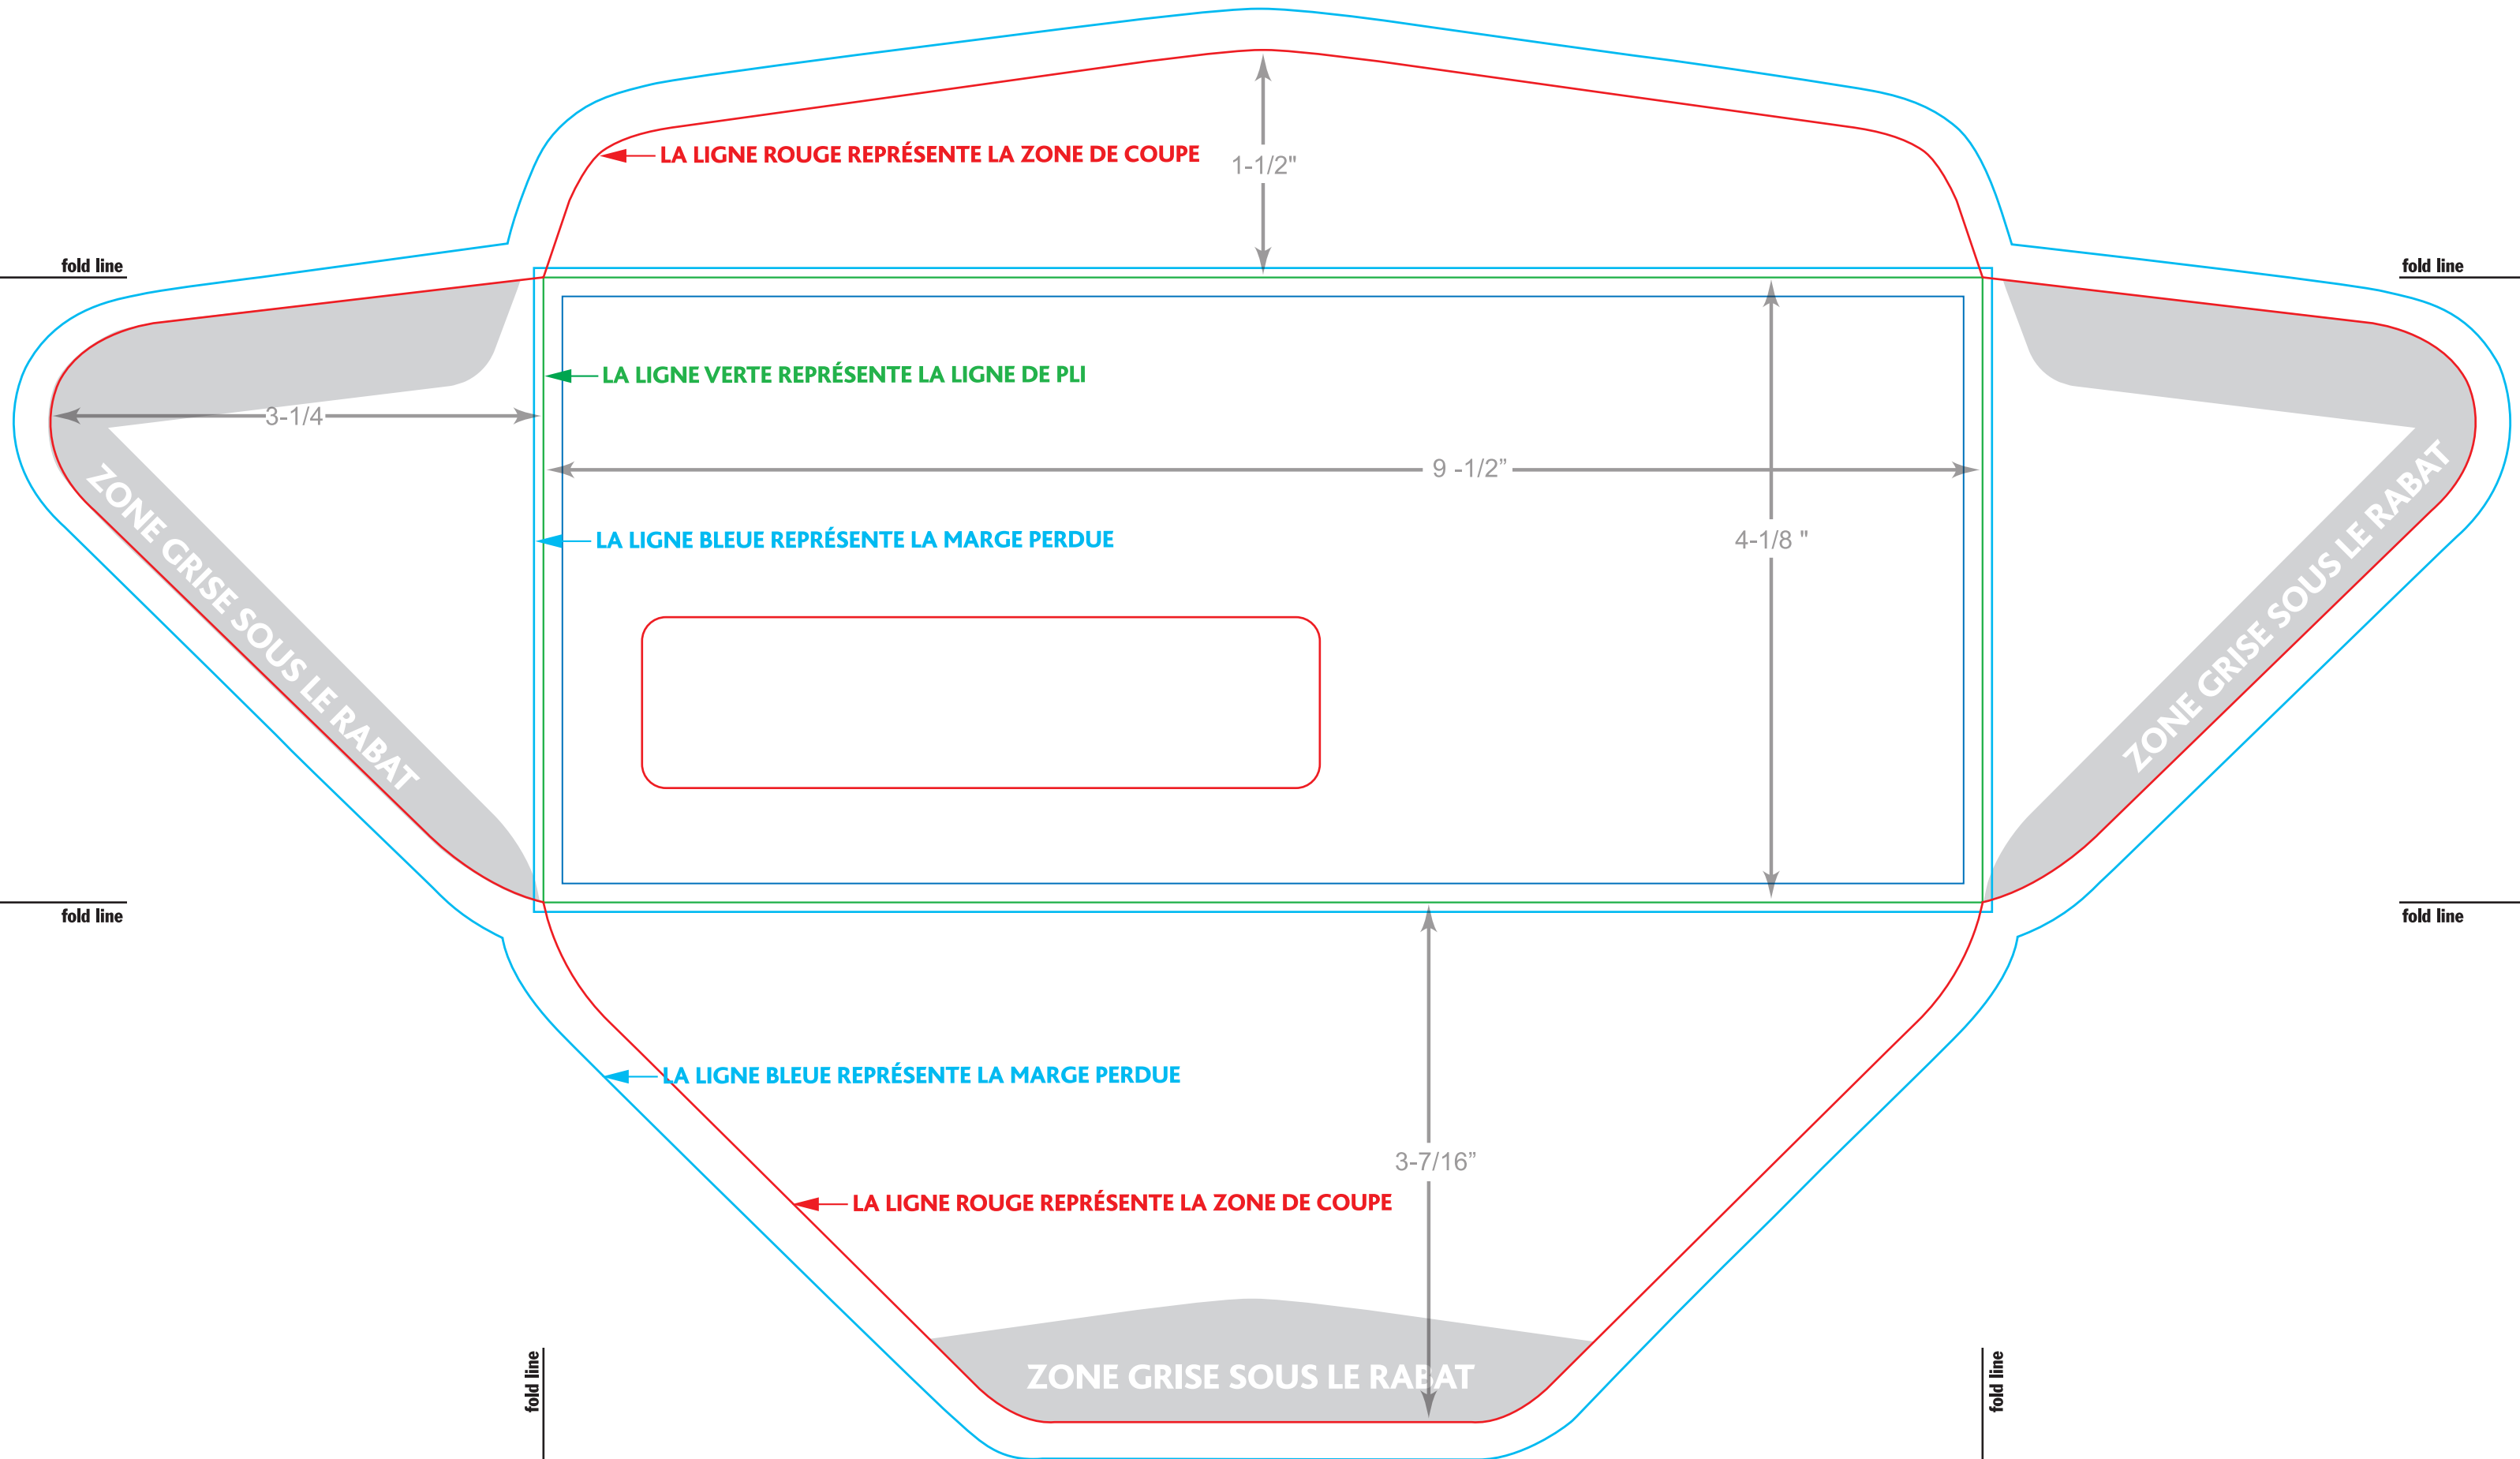 LA LIGNE ROUGE REPRÉSENTE LA ZONE DE COUPE
1-1/2"
fold line
fold line
LA LIGNE VERTE REPRÉSENTE LA LIGNE DE PLI
3-1/4
9 -1/2”
LA LIGNE BLEUE REPRÉSENTE LA MARGE PERDUE
4-1/8 "
ZONE GRISE SOUS LE RABAT
ZONE GRISE SOUS LE RABAT
fold line
fold line
LA LIGNE BLEUE REPRÉSENTE LA MARGE PERDUE
3-7/16”
LA LIGNE ROUGE REPRÉSENTE LA ZONE DE COUPE
ZONE GRISE SOUS LE RABAT
fold line
fold line